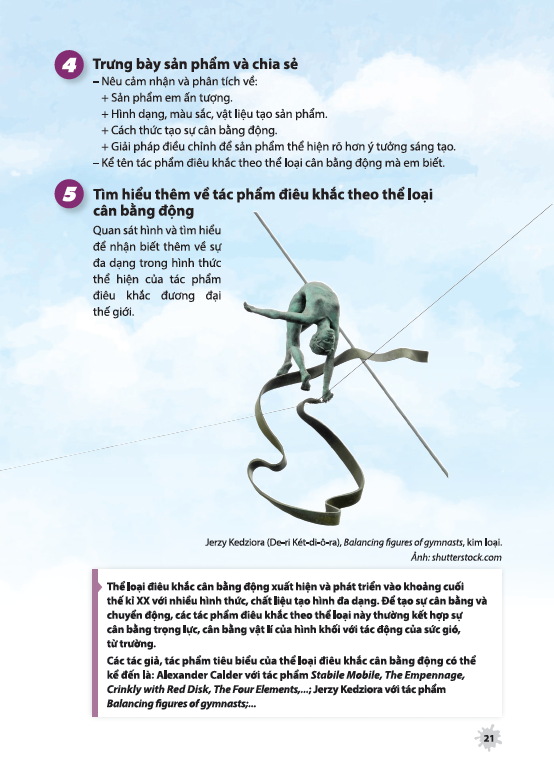 4 Trưng bày sản phẩm và chia sẻ
– Nêu cảm nhận và phân tích về:
+ Sản phẩm em ấn tượng.
+ Hình dạng, màu sắc, vật liệu tạo sản phẩm.
+ Cách thức tạo sự cân bằng động.
+ Giải pháp điều chỉnh để sản phẩm thể hiện rõ hơn ý tưởng sáng tạo.
– Kể tên tác phẩm điêu khắc theo thể loại cân bằng động mà em biết.
5 Tìm hiểu thêm về tác phẩm điêu khắc theo thể loại
cân bằng động
Quan sát hình và tìm hiểu
để nhận biết thêm về sự
đa dạng trong hình thức
thể hiện của tác phẩm
điêu khắc đương đại
thế giới.
Jerzy Kedziora (De-ri Két-di-ô-ra), Balancing figures of gymnasts, kim loại.
Ảnh: shutterstock.com
Thể loại điêu khắc cân bằng động xuất hiện và phát triển vào khoảng cuối
thế kỉ XX với nhiều hình thức, chất liệu tạo hình đa dạng. Để tạo sự cân bằng và
chuyển động, các tác phẩm điêu khắc theo thể loại này thường kết hợp sự
cân bằng trọng lực, cân bằng vật lí của hình khối với tác động của sức gió,
từ trường.
Các tác giả, tác phẩm tiêu biểu của thể loại điêu khắc cân bằng động có thể
kể đến là: Alexander Calder với tác phẩm Stabile Mobile, The Empennage,
Crinkly with Red Disk, The Four Elements,...; Jerzy Kedziora với tác phẩm
Balancing figures of gymnasts;...
21